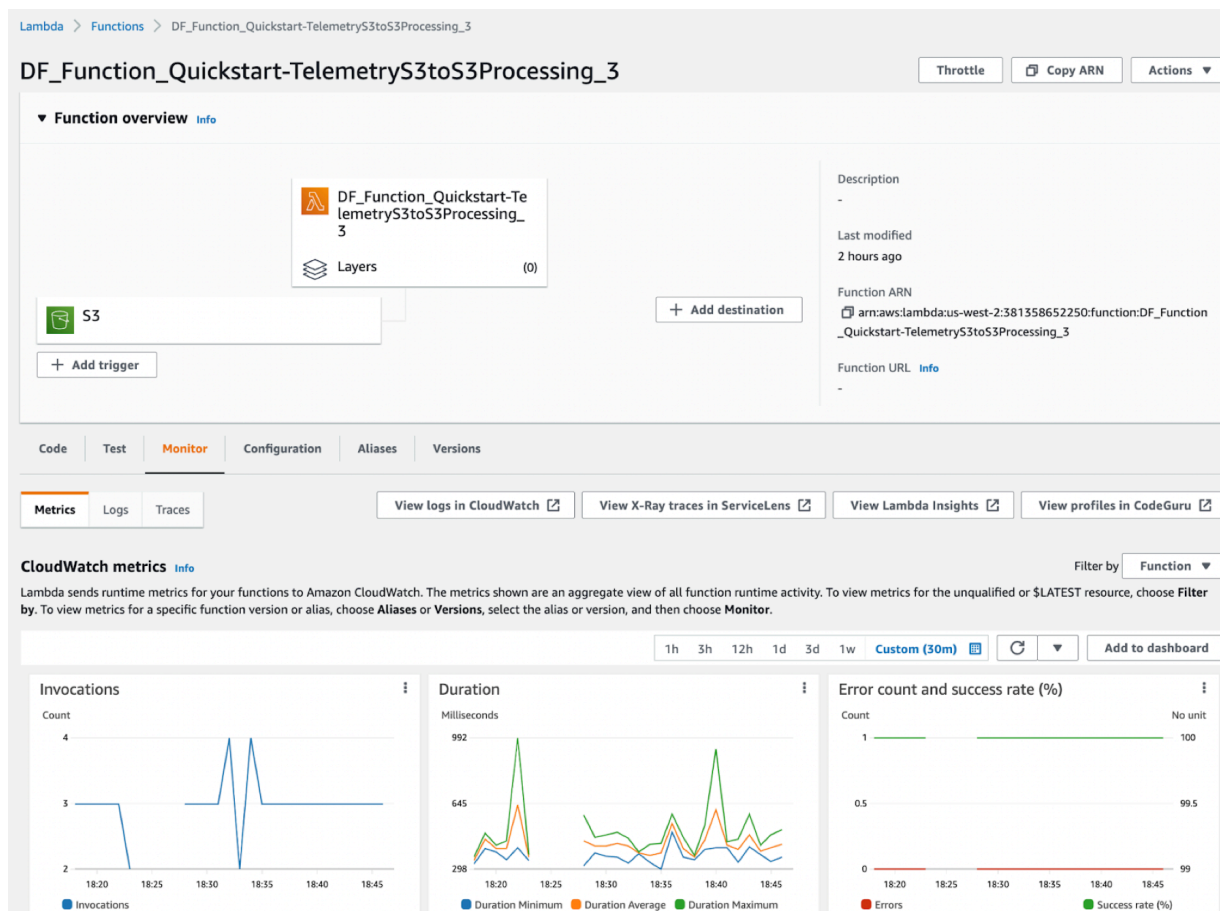 Lambda > Functions > DF_Function_Quickstart-TelemetryS3toS3Processing_3
DF_Function_Quickstart-TelemetryS3toS3Processing_3
Throttle
Copy ARN
Actions
Function overview Info
DF_Function_Quickstart-Te
lemetryS3toS3Processing_
3
Layers (0)
S3
+ Add trigger
+ Add destination
Description
-
Last modified
2 hours ago
Function ARN
arn:aws:lambda:us-west-2:381358652250:function:DF_Function
_Quickstart-TelemetryS3toS3Processing_3
Function URL Info
-
Code
Test
Monitor
Configuration
Aliases
Versions
Metrics
Logs
Traces
View logs in CloudWatch
View X-Ray traces in ServiceLens
View Lambda Insights
View profiles in CodeGuru
CloudWatch metrics Info
Filter by Function
Lambda sends runtime metrics for your functions to Amazon CloudWatch. The metrics shown are an aggregate view of all function runtime activity. To view metrics for the unqualified or $LATEST resource, choose Filter
by. To view metrics for a specific function version or alias, choose Aliases or Versions, select the alias or version, and then choose Monitor.
1h 3h 12h 1d 3d 1w Custom (30m)
Add to dashboard
Invocations
Count
4
3
2
18:20 18:25 18:30 18:35 18:40 18:45
Invocations
Duration
Milliseconds
992
645
298
18:20 18:25 18:30 18:35 18:40 18:45
Duration Minimum Duration Average Duration Maximum
Error count and success rate (%)
Count No unit
1 100
0.5 99.5
0 99
18:20 18:25 18:30 18:35 18:40 18:45
Errors Success rate (%)